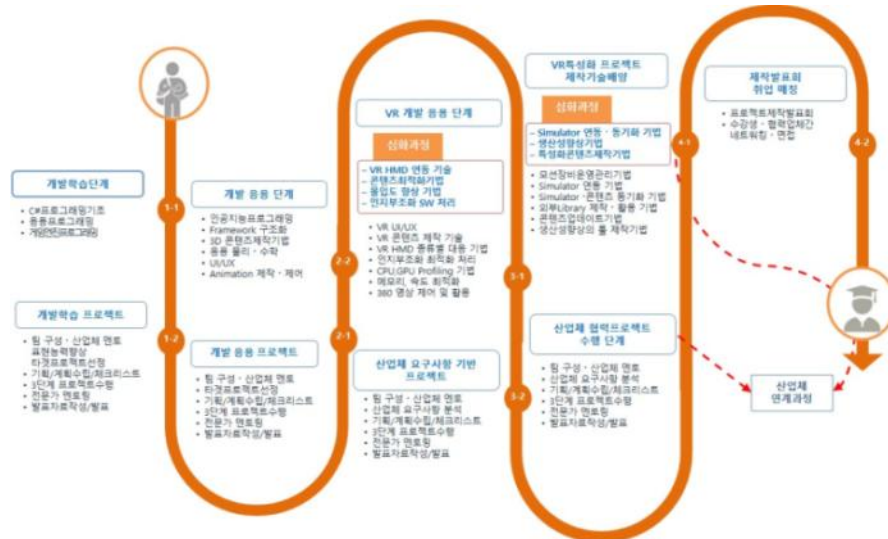 개발학습단계
• C#프로그래밍기초
• 응용프로그래밍
• 게임엔진프로그래밍
1-1
개발학습 프로젝트
• 팀 구성 · 산업체 멘토
표현능력향상
타겟프로젝트선정
• 기획/계획수립/체크리스트
• 3단계 프로젝트수행
• 전문가 멘토링
• 발표자료작성/발표
1-2
개발 응용 단계
• 인공지능프로그래밍
• Framework 구조화
• 3D 콘텐츠제작기법
• 응용 물리 · 수학
• UI/UX
• Animation 제작 · 제어
개발 응용 프로젝트
• 팀 구성 · 산업체 멘토
• 타겟프로젝트선정
• 기획/계획수립/체크리스트
• 3단계 프로젝트수행
• 전문가 멘토링
• 발표자료작성/발표
2-2
2-1
VR 개발 응용 단계
심화과정
– VR HMD 연동 기술
– 콘텐츠최적화기법
– 몰입도 향상 기법
– 인지부조화 SW 처리
• VR UI/UX
• VR 콘텐츠 제작 기술
• VR HMD 종류별 대응 기법
• 인지부조화 최적화 처리
• CPU,GPU Profiling 기법
• 메모리, 속도 최적화
• 360 영상 제어 및 활용
산업체 요구사항 기반
프로젝트
• 팀 구성 · 산업체 멘토
• 산업체 요구사항 분석
• 기획/계획수립/체크리스트
• 3단계 프로젝트수행
• 전문가 멘토링
• 발표자료작성/발표
3-1
3-2
VR특성화 프로젝트
제작기술배양
심화과정
– Simulator 연동 · 동기화 기법
– 생산성향상기법
– 특성화콘텐츠제작기법
• 모션장비운영관리기법
• Simulator 연동 기법
• Simulator · 콘텐츠 동기화 기법
• 외부Library 제작 · 활용 기법
• 콘텐츠업데이트기법
• 생산성향상의 툴 제작기법
산업체 협력프로젝트
수행 단계
• 팀 구성 · 산업체 멘토
• 산업체 요구사항 분석
• 기획/계획수립/체크리스트
• 3단계 프로젝트수행
• 전문가 멘토링
• 발표자료작성/발표
4-1
제작발표회
취업 매칭
• 프로젝트제작발표회
• 수강생 · 협력업체간
네트워킹 · 면접
4-2
산업체
연계과정